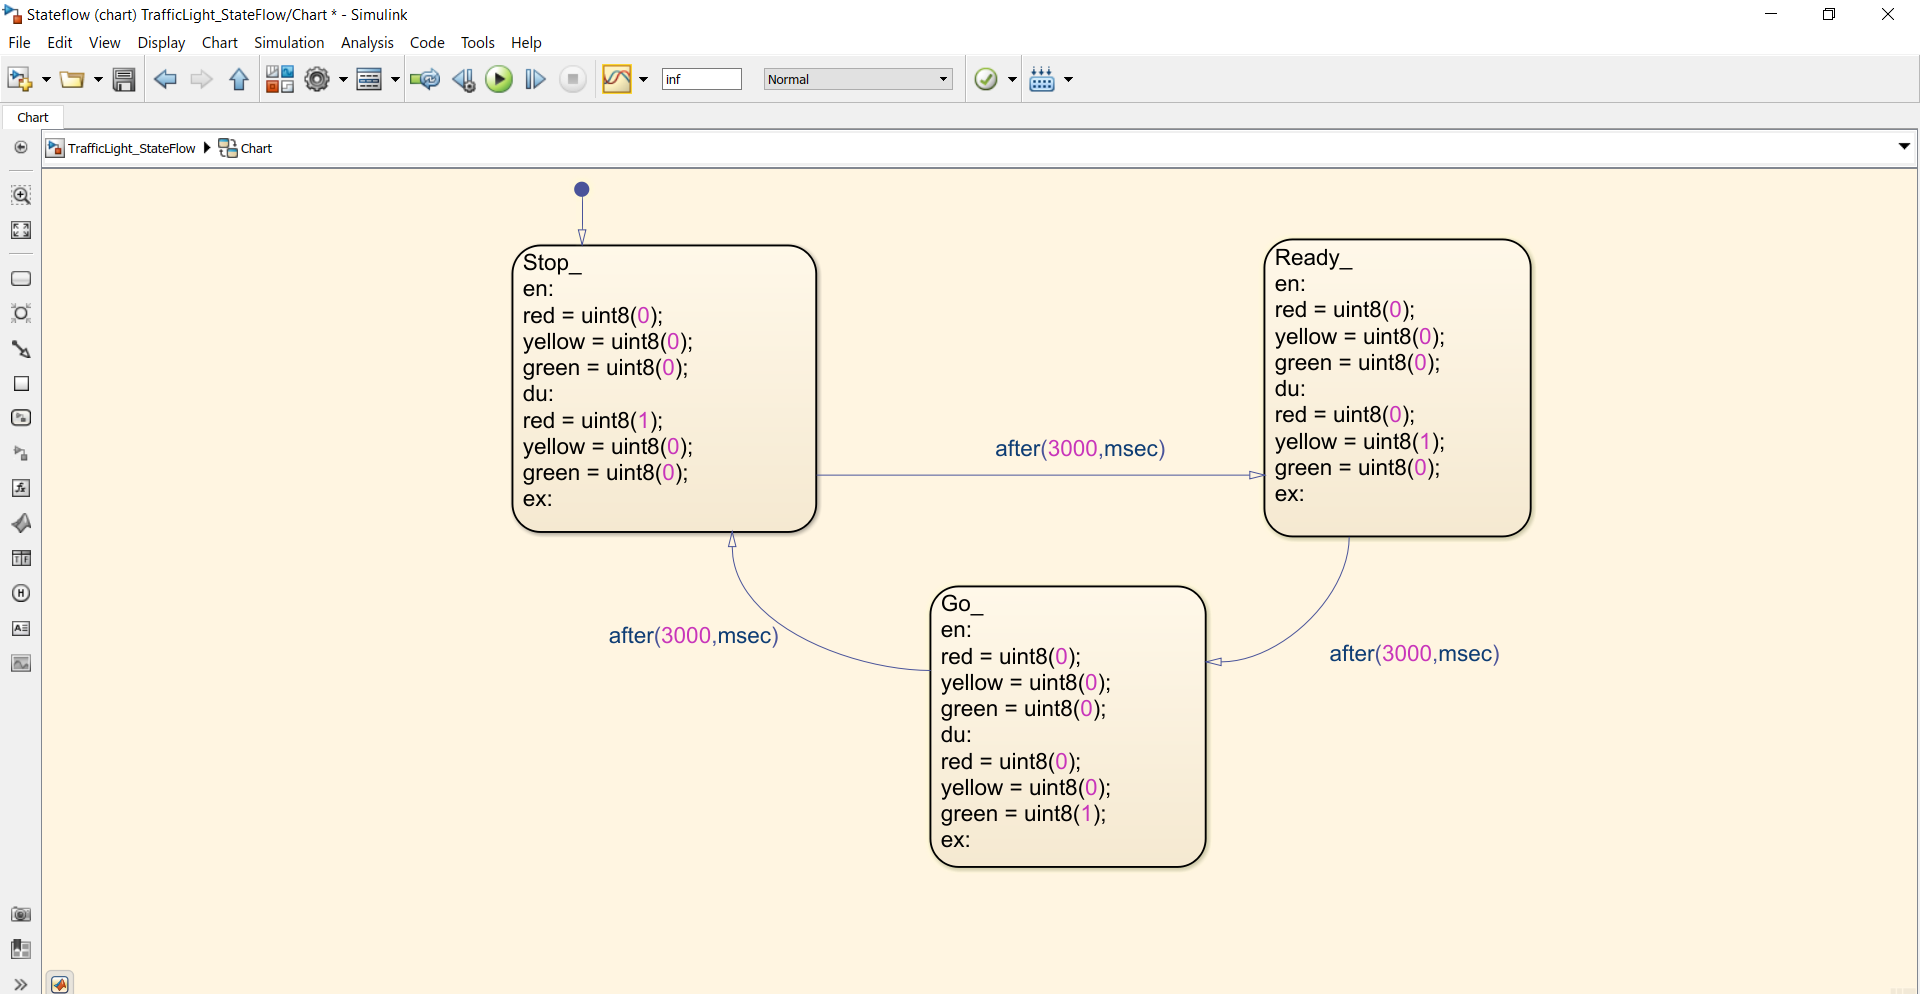 Stateflow (chart) TrafficLight_StateFlow/Chart * - Simulink
File Edit View Display Chart Simulation Analysis Code Tools Help
inf Normal
Chart
TrafficLight_StateFlow Chart
Stop_
en:
red = uint8(0);
yellow = uint8(0);
green = uint8(0);
du:
red = uint8(1);
yellow = uint8(0);
green = uint8(0);
ex:
after(3000,msec)
Ready_
en:
red = uint8(0);
yellow = uint8(0);
green = uint8(0);
du:
red = uint8(0);
yellow = uint8(1);
green = uint8(0);
ex:
after(3000,msec)
Go_
en:
red = uint8(0);
yellow = uint8(0);
green = uint8(0);
du:
red = uint8(0);
yellow = uint8(0);
green = uint8(1);
ex:
after(3000,msec)